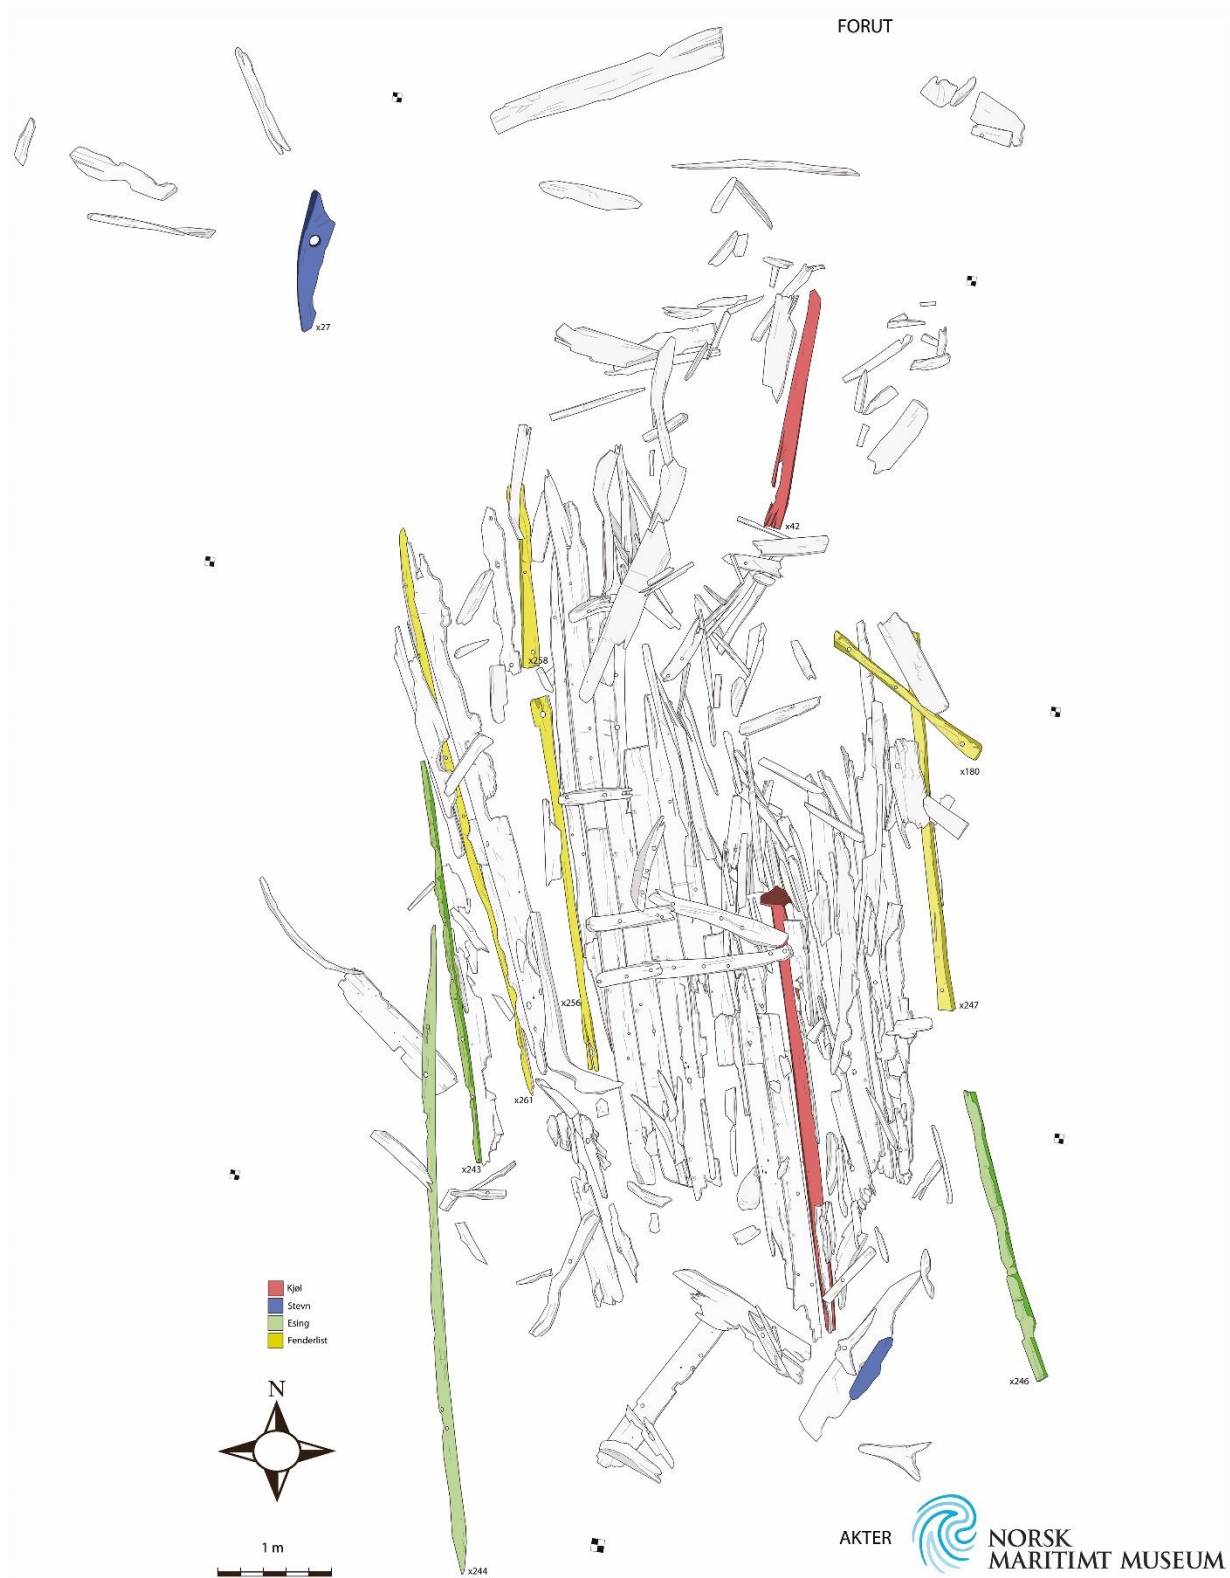 FORUT
x27
x42
x258
x180
x256
x247
x261
x243
Kjøl
Stevn
Esing
Fenderlist
x246
N
1 m
AKTER
NORSK
MARITIMT MUSEUM
x244